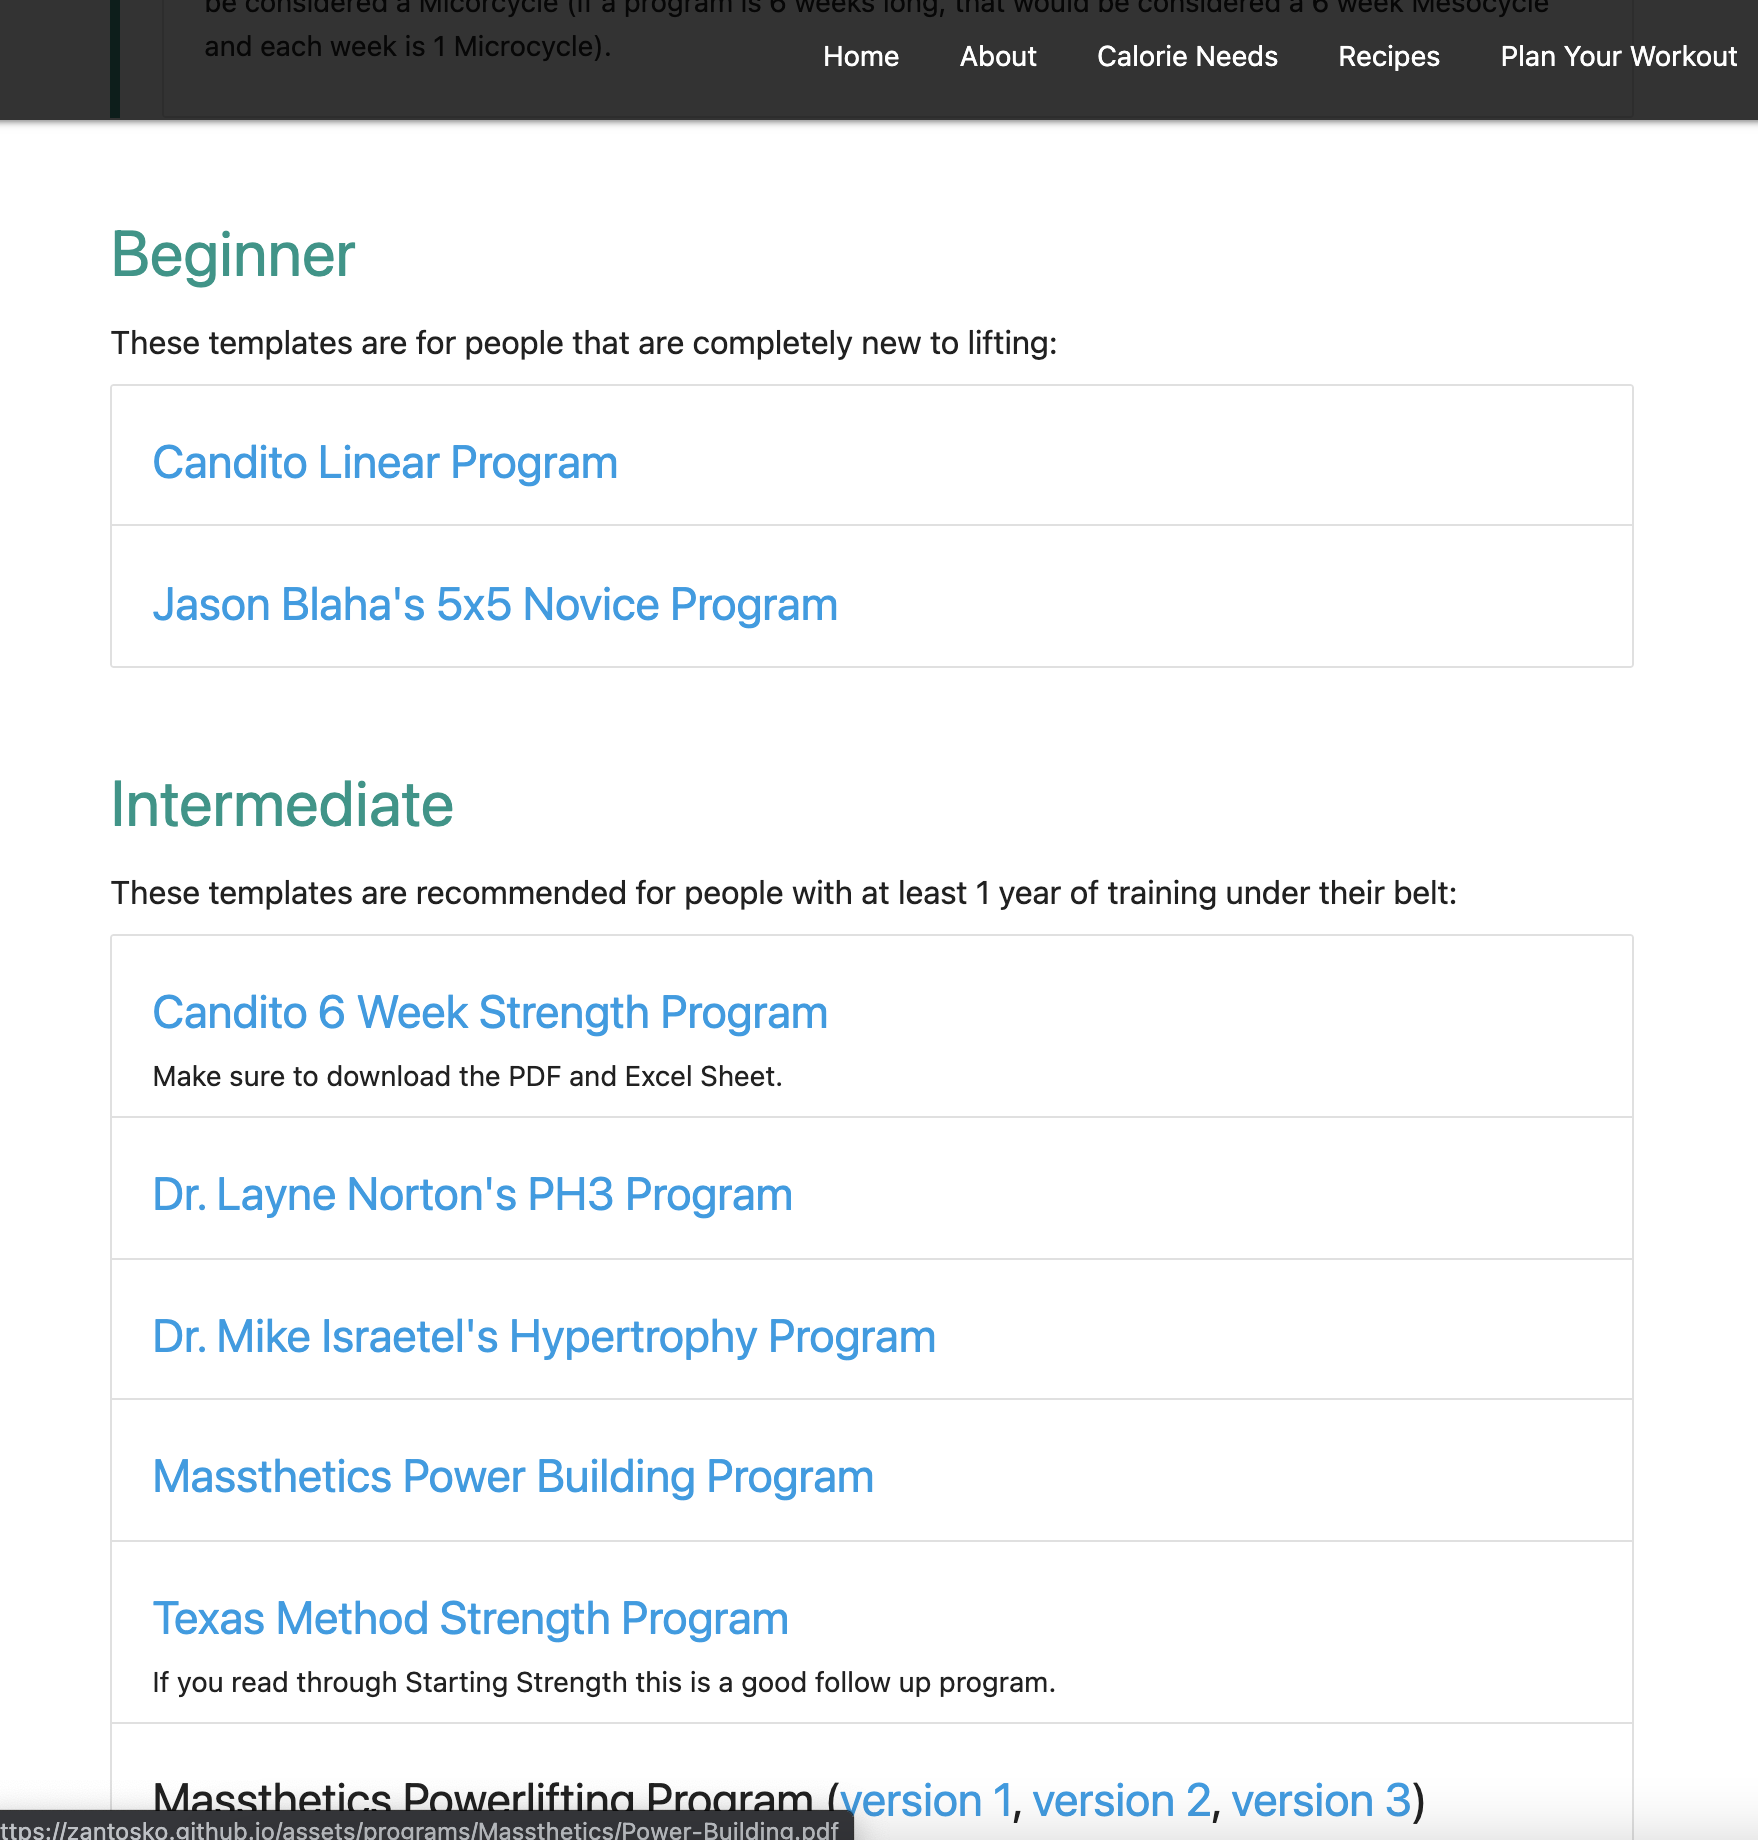 be considered a Micorcycle (if a program is 6 weeks long, that would be considered a 6 week Mesocycle
and each week is 1 Microcycle).
Home About Calorie Needs Recipes Plan Your Workout
Beginner
These templates are for people that are completely new to lifting:
Candito Linear Program
Jason Blaha's 5x5 Novice Program
Intermediate
These templates are recommended for people with at least 1 year of training under their belt:
Candito 6 Week Strength Program
Make sure to download the PDF and Excel Sheet.
Dr. Layne Norton's PH3 Program
Dr. Mike Israetel's Hypertrophy Program
Massthetics Power Building Program
Texas Method Strength Program
If you read through Starting Strength this is a good follow up program.
Massthetics Powerlifting Program (version 1, version 2, version 3)
ttps://zantosko.github.io/assets/programs/Massthetics/Power-Building.pdf